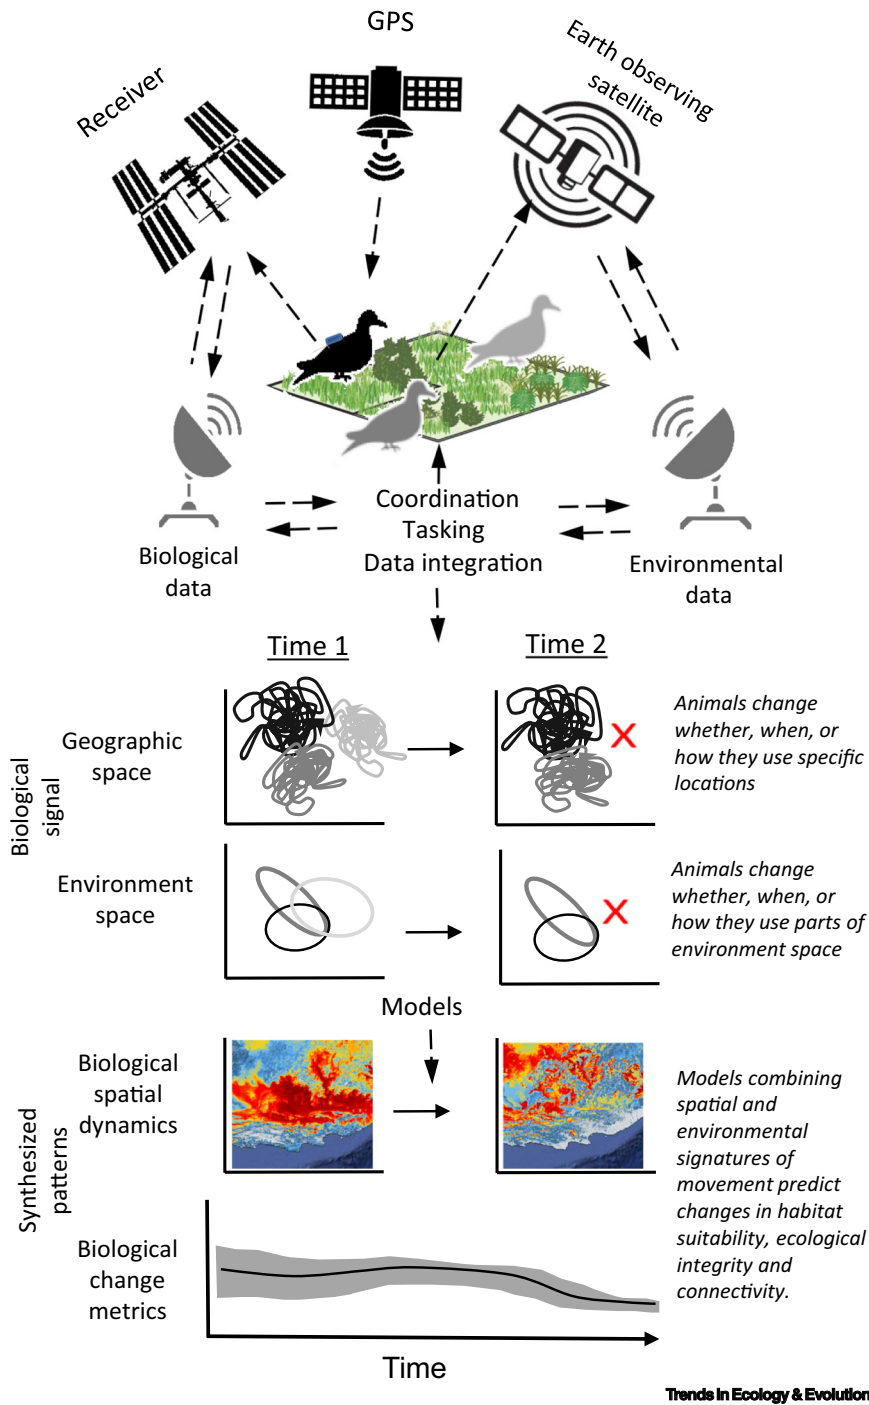 GPS
Receiver
Earth observing
satellite
Coordination
Tasking
Data integration
Biological
data
Environmental
data
Time 1
Time 2
Biological
signal
Geographic
space
Animals change
whether, when, or
how they use specific
locations
Environment
space
Animals change
whether, when, or
how they use parts of
environment space
Models
Synthesized
patterns
Biological
spatial
dynamics
Models combining
spatial and
environmental
signatures of
movement predict
changes in habitat
suitability, ecological
integrity and
connectivity.
Biological
change
metrics
Time
Trends in Ecology & Evolution